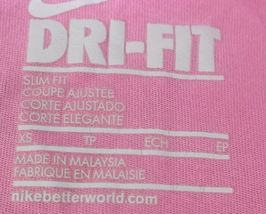 DRI-FIT
SLIM FIT
COUPE AJUSTÉE
CORTE AJUSTADO
CORTE ELEGANTE
XS TP ECH EP
MADE IN MALAYSIA
FABRIQUÉ EN MALAISIE
nikebetterworld.com